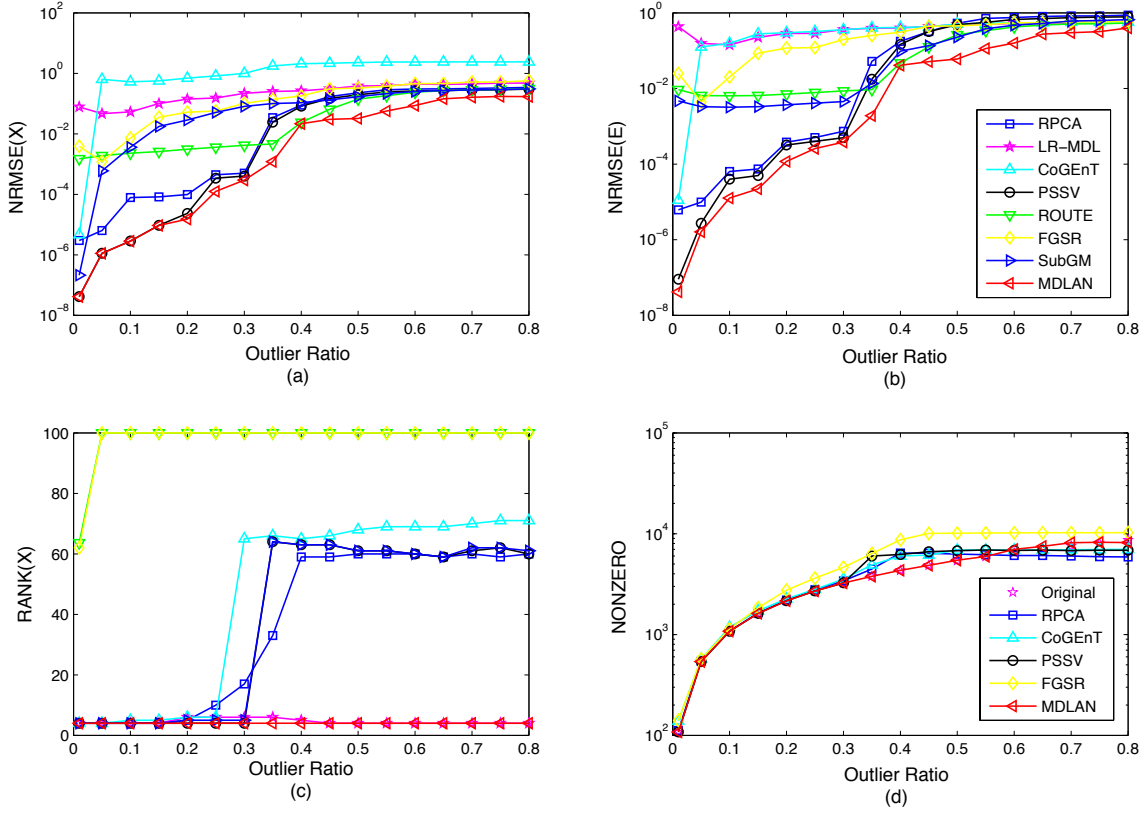 10^2
10^0
10^-2
10^-4
10^-6
10^-8
NRMSE(X)
0 0.1 0.2 0.3 0.4 0.5 0.6 0.7 0.8
Outlier Ratio
(a)
10^0
10^-2
10^-4
10^-6
10^-8
NRMSE(E)
RPCA
LR-MDL
CoGEnT
PSSV
ROUTE
FGSR
SubGM
MDLAN
0 0.1 0.2 0.3 0.4 0.5 0.6 0.7 0.8
Outlier Ratio
(b)
100
80
60
40
20
0
RANK(X)
0 0.1 0.2 0.3 0.4 0.5 0.6 0.7 0.8
Outlier Ratio
(c)
10^5
10^4
10^3
10^2
NONZERO
Original
RPCA
CoGEnT
PSSV
FGSR
MDLAN
0 0.1 0.2 0.3 0.4 0.5 0.6 0.7 0.8
Outlier Ratio
(d)